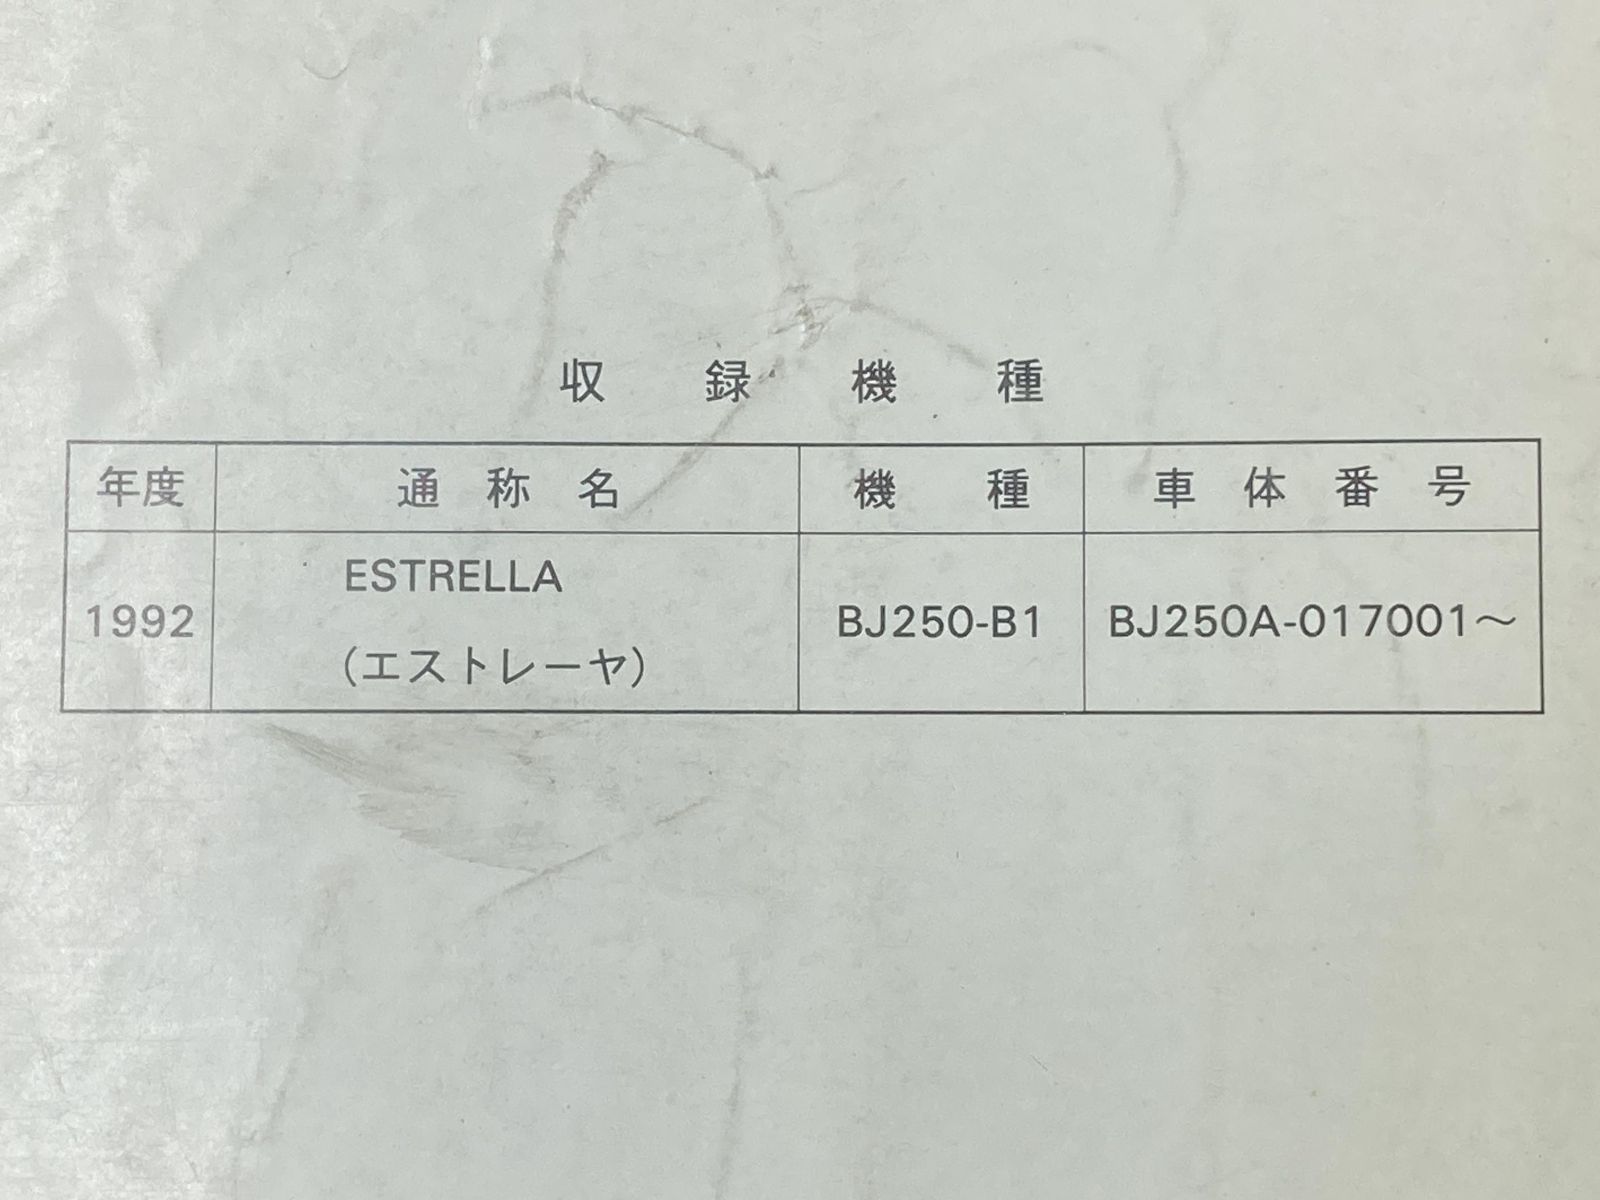 収録機種
年度 通称名 機種 車体番号
1992 ESTRELLA (エストレーヤ) BJ250-B1 BJ250A-017001〜